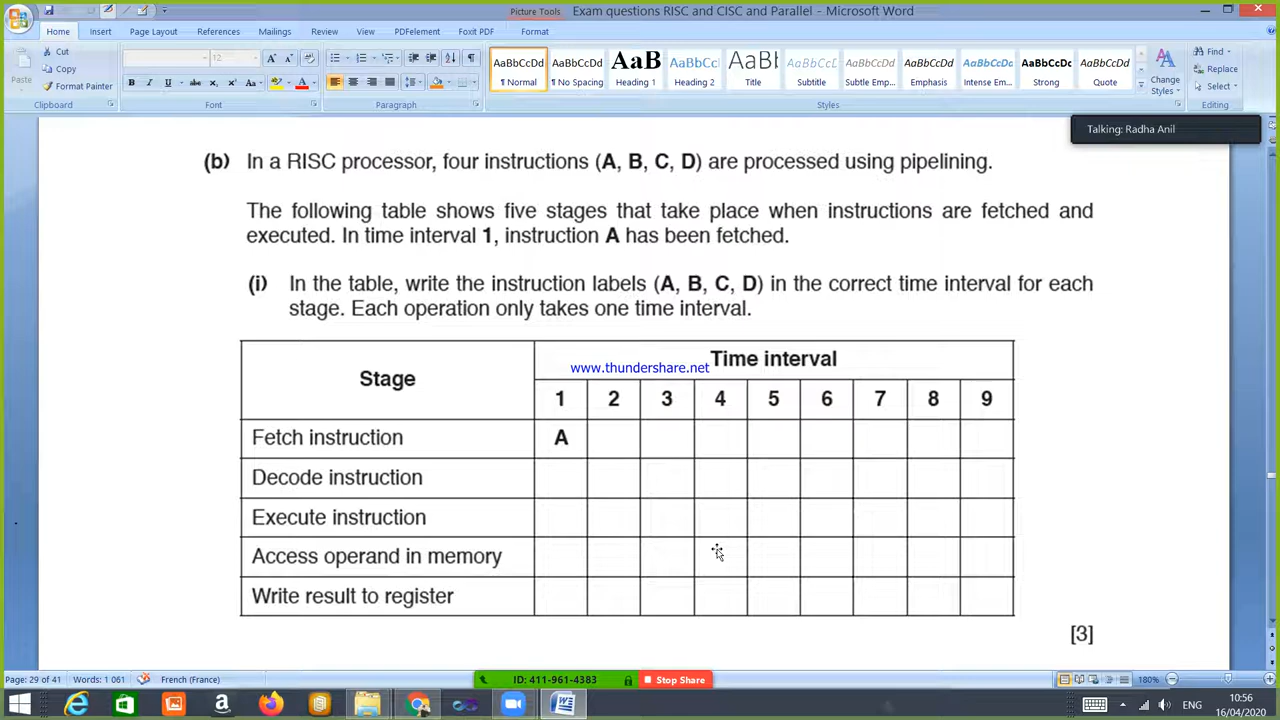 Picture Tools
Exam questions RISC and CISC and Parallel - Microsoft Word
Home Insert Page Layout References Mailings Review View PDFelement Foxit PDF Format
Cut
Copy
Format Painter
Paste
Clipboard
12
B I U abc
Font
Paragraph
AaBbCcDd AaBbCcDd AaB AaBbCc AaB AaBbCcI AaBbCcDd AaBbCcDd AaBbCcDd AaBbCcDd AaBbCcDd
¶ Normal ¶ No Spacing Heading 1 Heading 2 Title Subtitle Subtle Emp... Emphasis Intense Em... Strong Quote
Change
Styles
Styles
Find
Replace
Select
Editing
Talking: Radha Anil
(b) In a RISC processor, four instructions (A, B, C, D) are processed using pipelining.
The following table shows five stages that take place when instructions are fetched and
executed. In time interval 1, instruction A has been fetched.
(i) In the table, write the instruction labels (A, B, C, D) in the correct time interval for each
stage. Each operation only takes one time interval.
Stage
Time interval
www.thundershare.net
1 2 3 4 5 6 7 8 9
Fetch instruction A
Decode instruction
Execute instruction
Access operand in memory
Write result to register
[3]
Page: 29 of 41 Words: 1 061 French (France)
ID: 411-961-4383 Stop Share
180%
10:56
16/04/2020